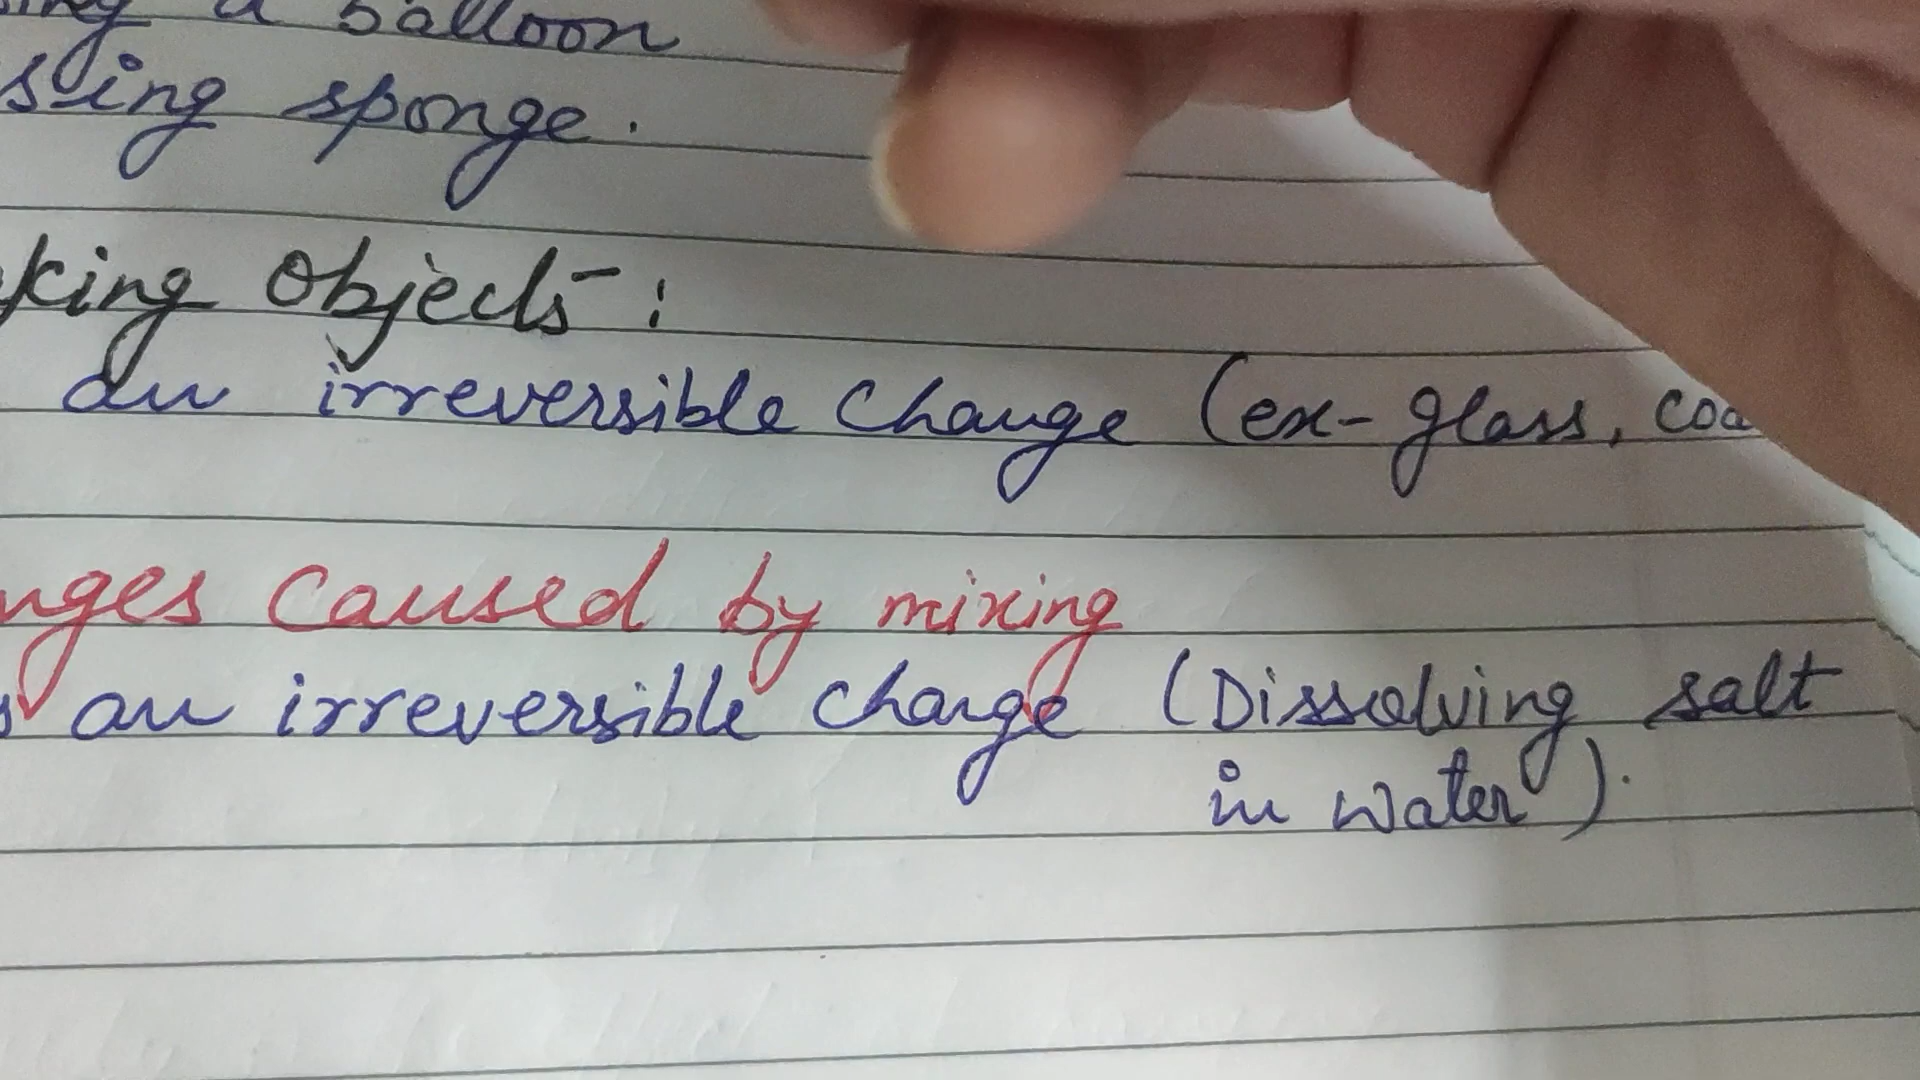 a balloon
sing sponge.
king Objects :
an irreversible change (ex- glass, coa
nges caused by mixing
an irreversible change (Dissolving salt
in water).